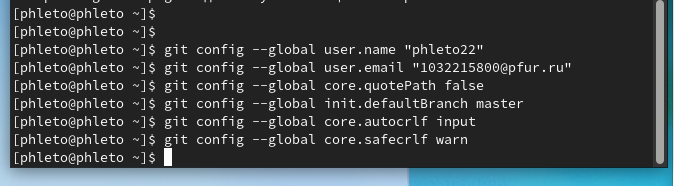 [phleto@phleto ~]$
[phleto@phleto ~]$
[phleto@phleto ~]$ git config --global user.name "phleto22"
[phleto@phleto ~]$ git config --global user.email "1032215800@pfur.ru"
[phleto@phleto ~]$ git config --global core.quotePath false
[phleto@phleto ~]$ git config --global init.defaultBranch master
[phleto@phleto ~]$ git config --global core.autocrlf input
[phleto@phleto ~]$ git config --global core.safecrlf warn
[phleto@phleto ~]$